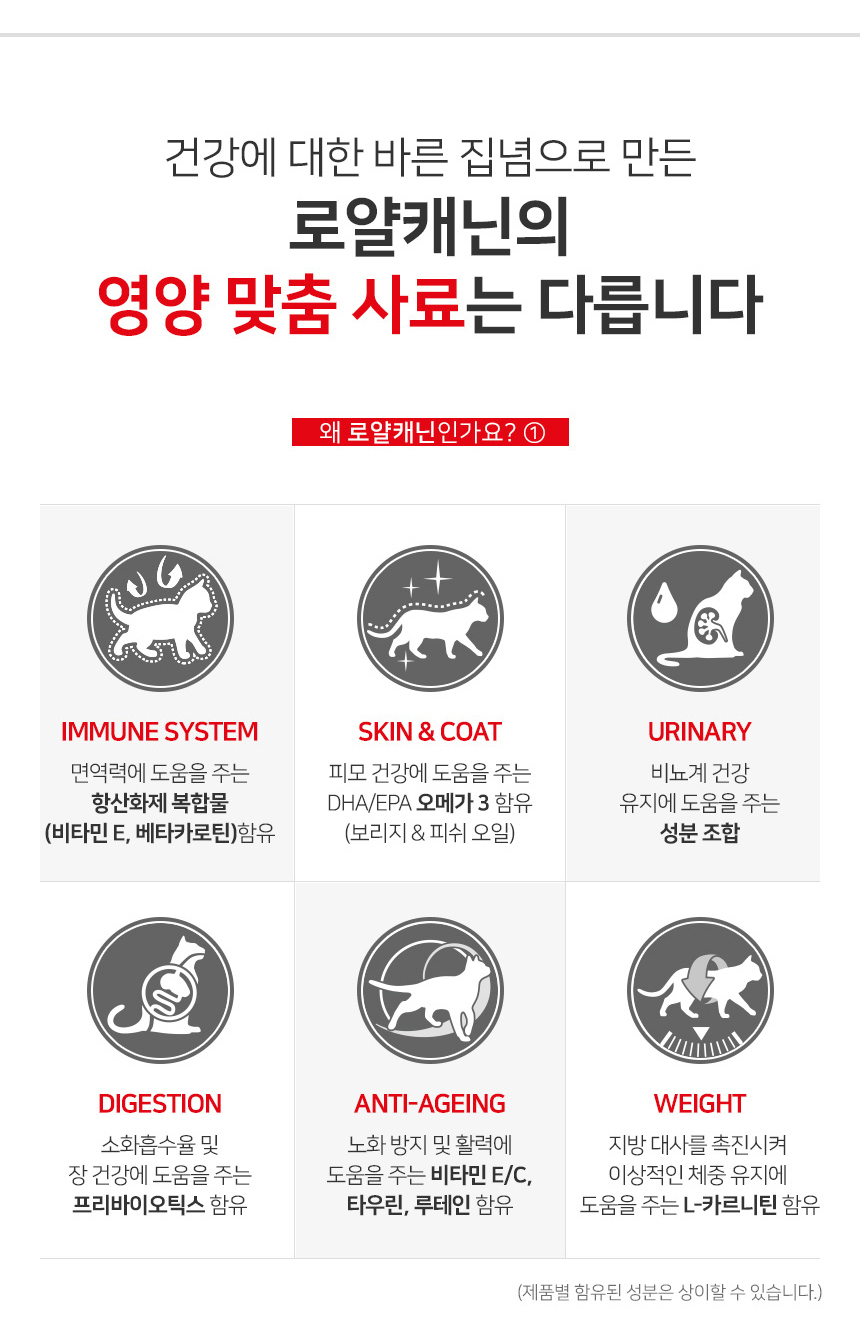 건강에 대한 바른 집념으로 만든
로얄캐닌의
영양 맞춤 사료는 다릅니다
왜 로얄캐닌인가요? ①
IMMUNE SYSTEM
면역력에 도움을 주는
항산화제 복합물
(비타민 E, 베타카로틴)함유
SKIN & COAT
피모 건강에 도움을 주는
DHA/EPA 오메가 3 함유
(보리지 & 피쉬 오일)
URINARY
비뇨계 건강
유지에 도움을 주는
성분 조합
DIGESTION
소화흡수율 및
장 건강에 도움을 주는
프리바이오틱스 함유
ANTI-AGEING
노화 방지 및 활력에
도움을 주는 비타민 E/C,
타우린, 루테인 함유
WEIGHT
지방 대사를 촉진시켜
이상적인 체중 유지에
도움을 주는 L-카르니틴 함유
(제품별 함유된 성분은 상이할 수 있습니다.)